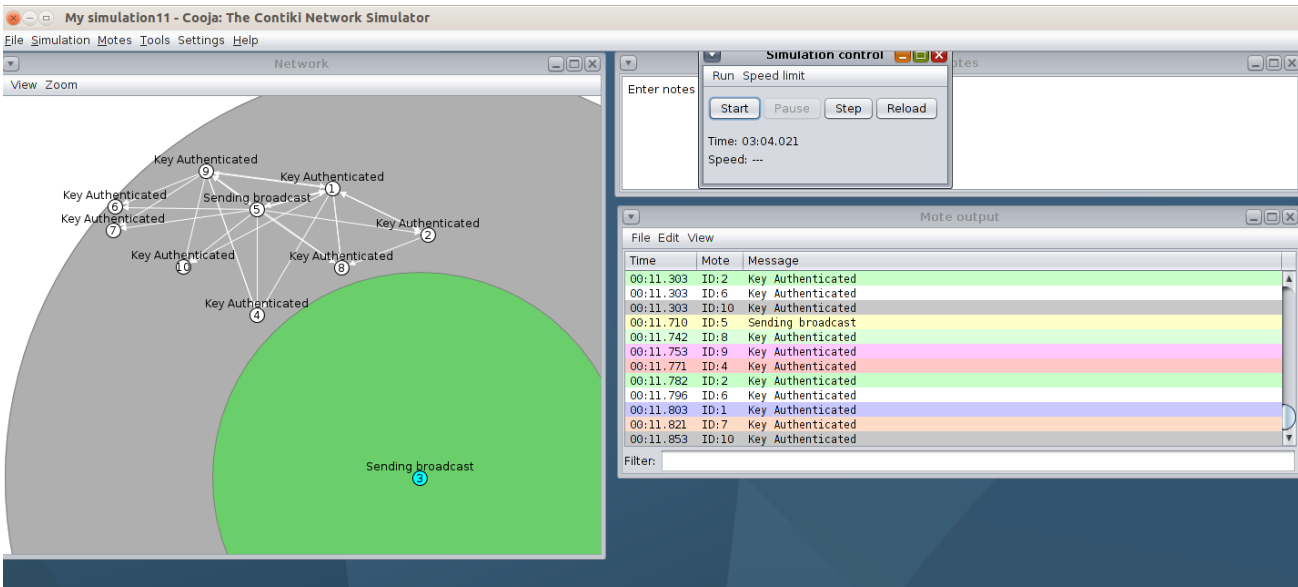 My simulation11 - Cooja: The Contiki Network Simulator
File Simulation Motes Tools Settings Help
Network
View Zoom
Key Authenticated
9
Key Authenticated
1
Key Authenticated
6
Sending broadcast
5
Key Authenticated
7
Key Authenticated
2
Key Authenticated
10
Key Authenticated
8
Key Authenticated
4
Sending broadcast
3
Enter notes
Simulation control
Run Speed limit
Start Pause Step Reload
Time: 03:04.021
Speed: ---
Mote output
File Edit View
Time Mote Message
00:11.303 ID:2 Key Authenticated
00:11.303 ID:6 Key Authenticated
00:11.303 ID:10 Key Authenticated
00:11.710 ID:5 Sending broadcast
00:11.742 ID:8 Key Authenticated
00:11.753 ID:9 Key Authenticated
00:11.771 ID:4 Key Authenticated
00:11.782 ID:2 Key Authenticated
00:11.796 ID:6 Key Authenticated
00:11.803 ID:1 Key Authenticated
00:11.821 ID:7 Key Authenticated
00:11.853 ID:10 Key Authenticated
Filter: